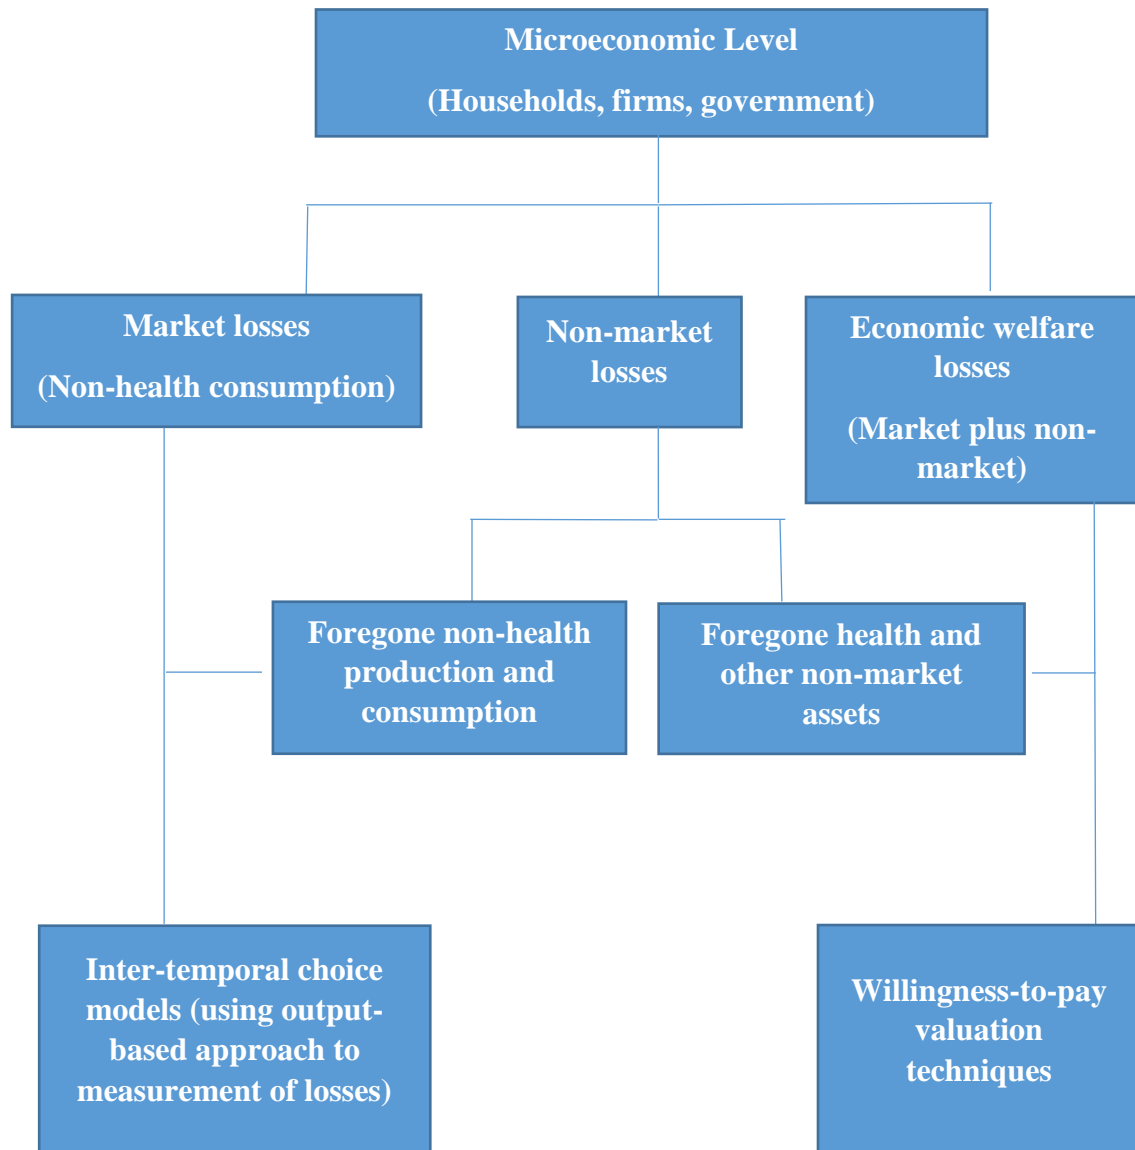 Microeconomic Level
(Households, firms, government)
Market losses
(Non-health consumption)
Non-market
losses
Economic welfare
losses
(Market plus non-
market)
Foregone non-health
production and
consumption
Foregone health and
other non-market
assets
Inter-temporal choice
models (using output-
based approach to
measurement of losses)
Willingness-to-pay
valuation
techniques